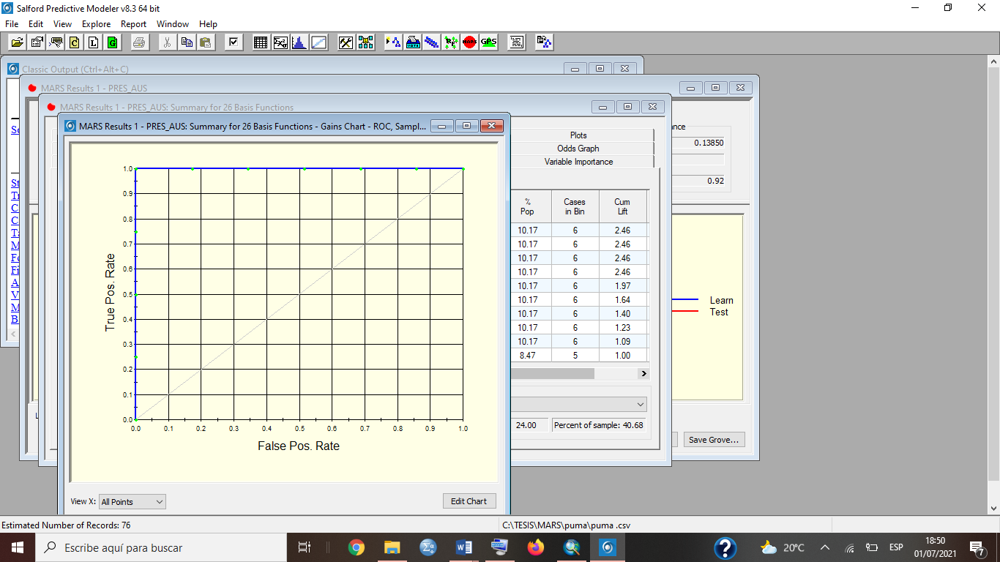 Salford Predictive Modeler v8.3 64 bit
File Edit View Explore Report Window Help
Classic Output (Ctrl+Alt+C)
MARS Results 1 - PRES_AUS
MARS Results 1 - PRES_AUS: Summary for 26 Basis Functions
MARS Results 1 - PRES_AUS: Summary for 26 Basis Functions - Gains Chart - ROC, Sampl...
Plots
Odds Graph
Variable Importance
0.13850
0.92
% Pop Cases in Bin Cum Lift
10.17 6 2.46
10.17 6 2.46
10.17 6 2.46
10.17 6 2.46
10.17 6 1.97
10.17 6 1.64
10.17 6 1.40
10.17 6 1.23
10.17 6 1.09
8.47 5 1.00
24.00 Percent of sample: 40.68
Learn
Test
Save Grove...
True Pos. Rate
1.0
0.9
0.8
0.7
0.6
0.5
0.4
0.3
0.2
0.1
0.0
0.0 0.1 0.2 0.3 0.4 0.5 0.6 0.7 0.8 0.9 1.0
False Pos. Rate
View X: All Points
Edit Chart
Estimated Number of Records: 76
C:\TESIS\MARS\puma\puma .csv
Escribe aquí para buscar
20°C
ESP
18:50
01/07/2021
7